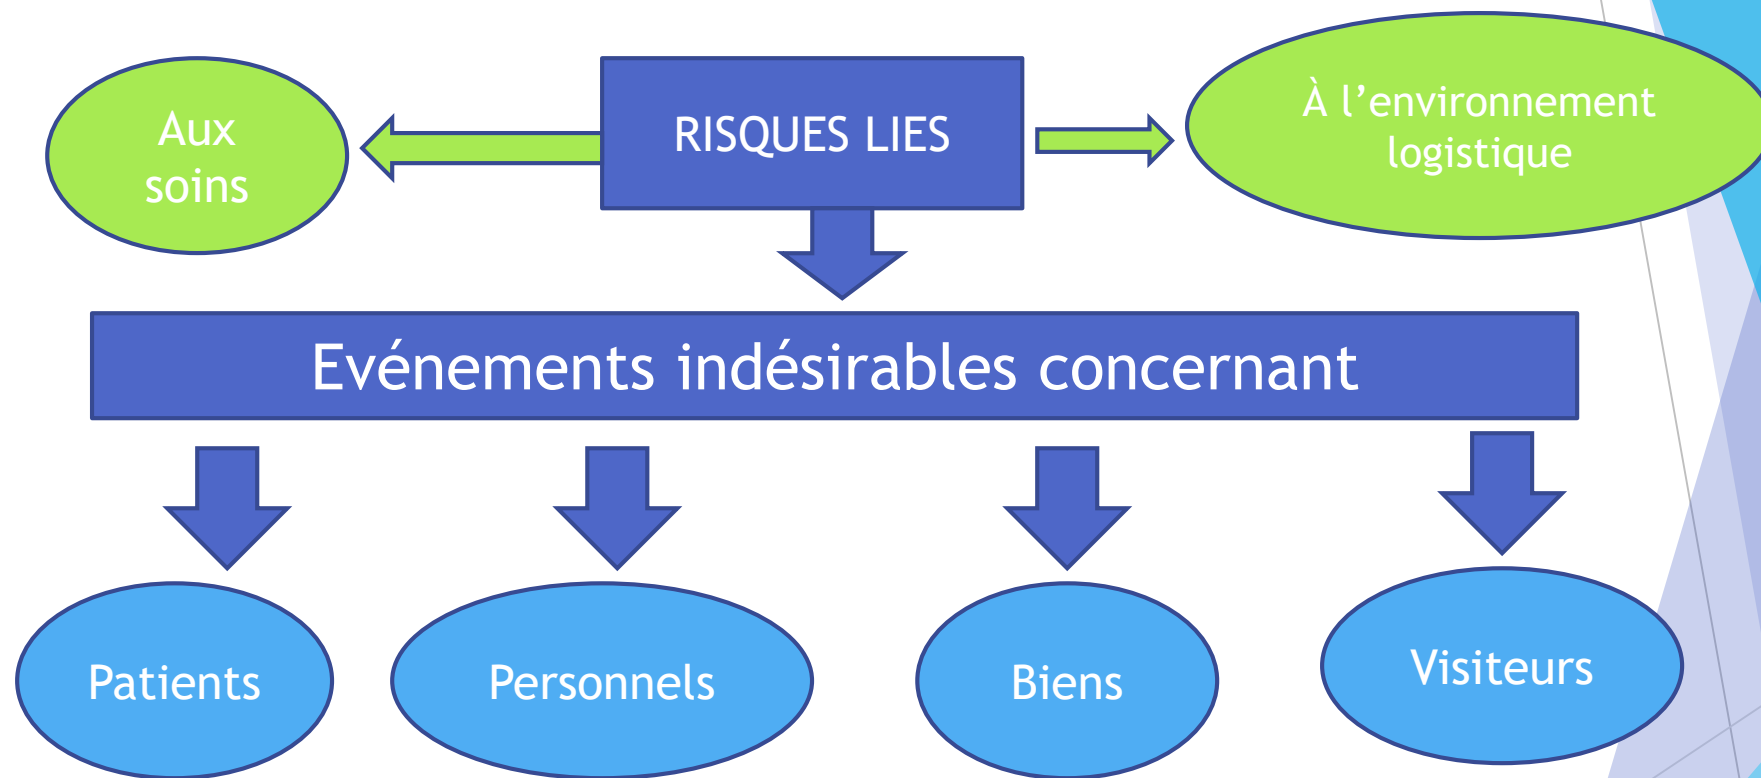 Aux
soins
RISQUES LIES
À l’environnement
logistique
Evénements indésirables concernant
Patients
Personnels
Biens
Visiteurs